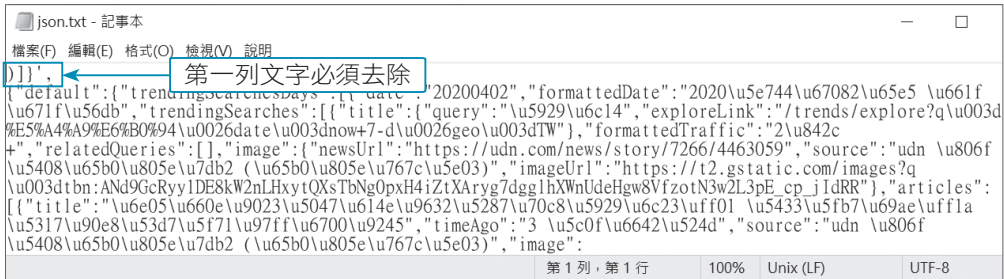 json.txt - 記事本
檔案(F) 編輯(E) 格式(O) 檢視(V) 說明
)]}',
第一列文字必須去除
{"default":{"trendingSearchesDays":[{"date":"20200402","formattedDate":"2020\u5e744\u67082\u65e5 \u661f
\u671f\u56db","trendingSearches":[{"title":{"query":"\u5929\u6c14","exploreLink":"/trends/explore?q\u003d
%E5%A4%A9%E6%B0%94\u0026date\u003dnow+7-d\u0026geo\u003dTW"},"formattedTraffic":"2\u842c
+","relatedQueries":[],"image":{"newsUrl":"https://udn.com/news/story/7266/4463059","source":"udn \u806f
\u5408\u65b0\u805e\u7db2 (\u65b0\u805e\u767c\u5e03)","imageUrl":"https://t2.gstatic.com/images?q
\u003dtbn:ANd9GcRyy1DE8kW2nLHxytQXsTbNgOpxH4iZtXAryg7dgglhXWnUdeHgw8VfzotN3w2L3pE_cp_jIdRR"},"articles":
[{"title":"\u6e05\u660e\u9023\u5047\u614e\u9632\u5287\u70c8\u5929\u6c23\uff01 \u5433\u5fb7\u69ae\uff1a
\u5317\u90e8\u53d7\u5f71\u97ff\u6700\u9245","timeAgo":"3 \u5c0f\u6642\u524d","source":"udn \u806f
\u5408\u65b0\u805e\u7db2 (\u65b0\u805e\u767c\u5e03)","image":
第 1 列，第 1 行 100% Unix (LF) UTF-8